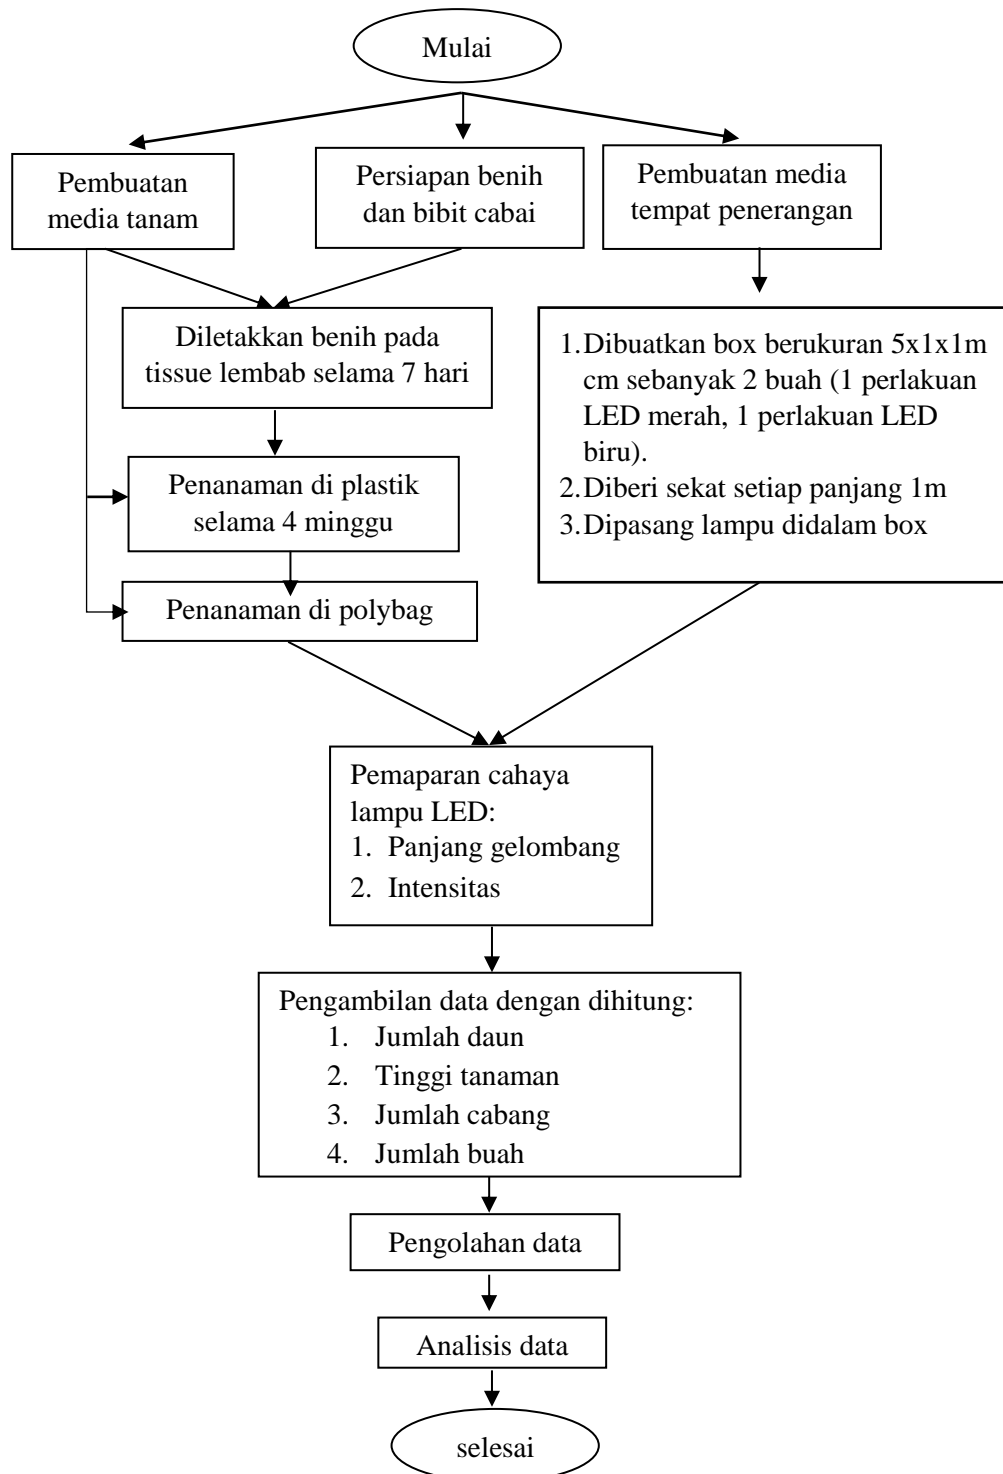 Mulai
Pembuatan
media tanam
Persiapan benih
dan bibit cabai
Pembuatan media
tempat penerangan
Diletakkan benih pada
tissue lembab selama 7 hari
1.Dibuatkan box berukuran 5x1x1m
cm sebanyak 2 buah (1 perlakuan
LED merah, 1 perlakuan LED
biru).
2.Diberi sekat setiap panjang 1m
3.Dipasang lampu didalam box
Penanaman di plastik
selama 4 minggu
Penanaman di polybag
Pemaparan cahaya
lampu LED:
1. Panjang gelombang
2. Intensitas
Pengambilan data dengan dihitung:
1. Jumlah daun
2. Tinggi tanaman
3. Jumlah cabang
4. Jumlah buah
Pengolahan data
Analisis data
selesai